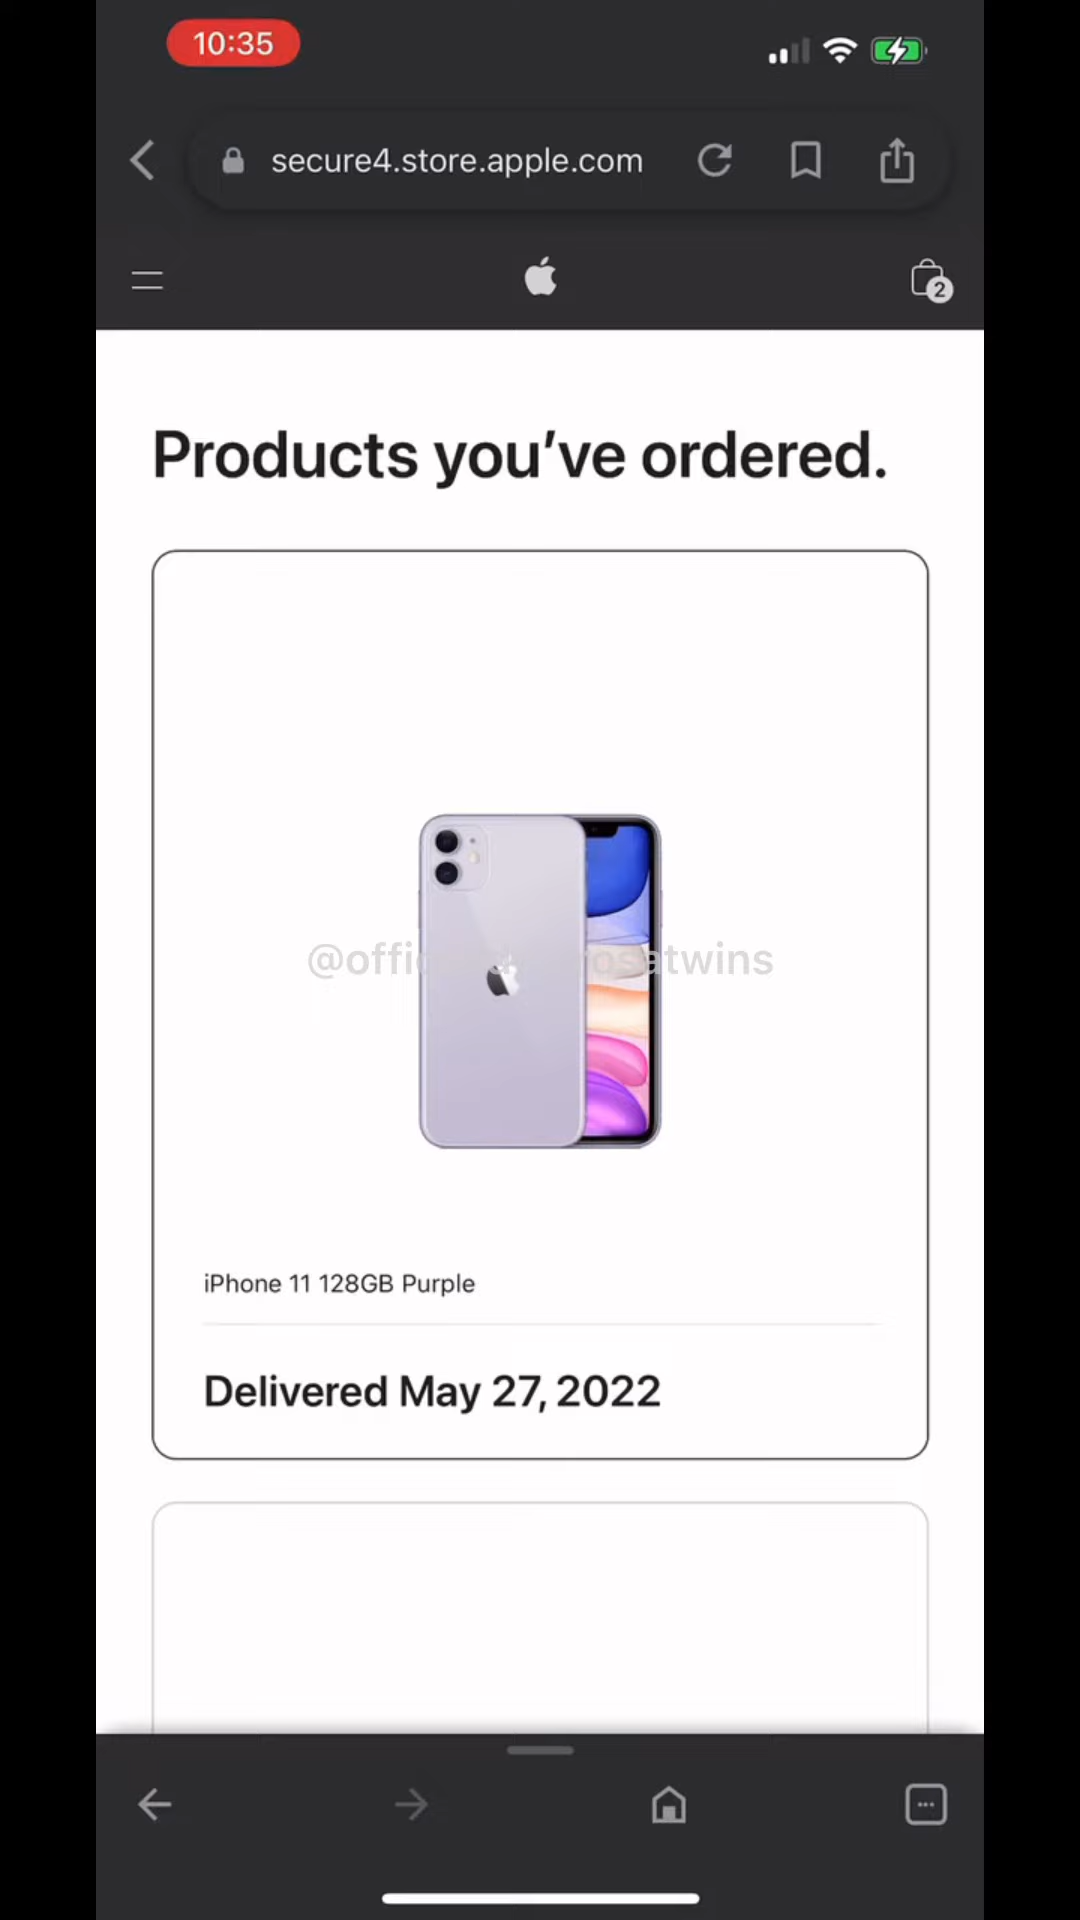 10:35
secure4.store.apple.com
2
Products you've ordered.
iPhone 11 128GB Purple
Delivered May 27, 2022